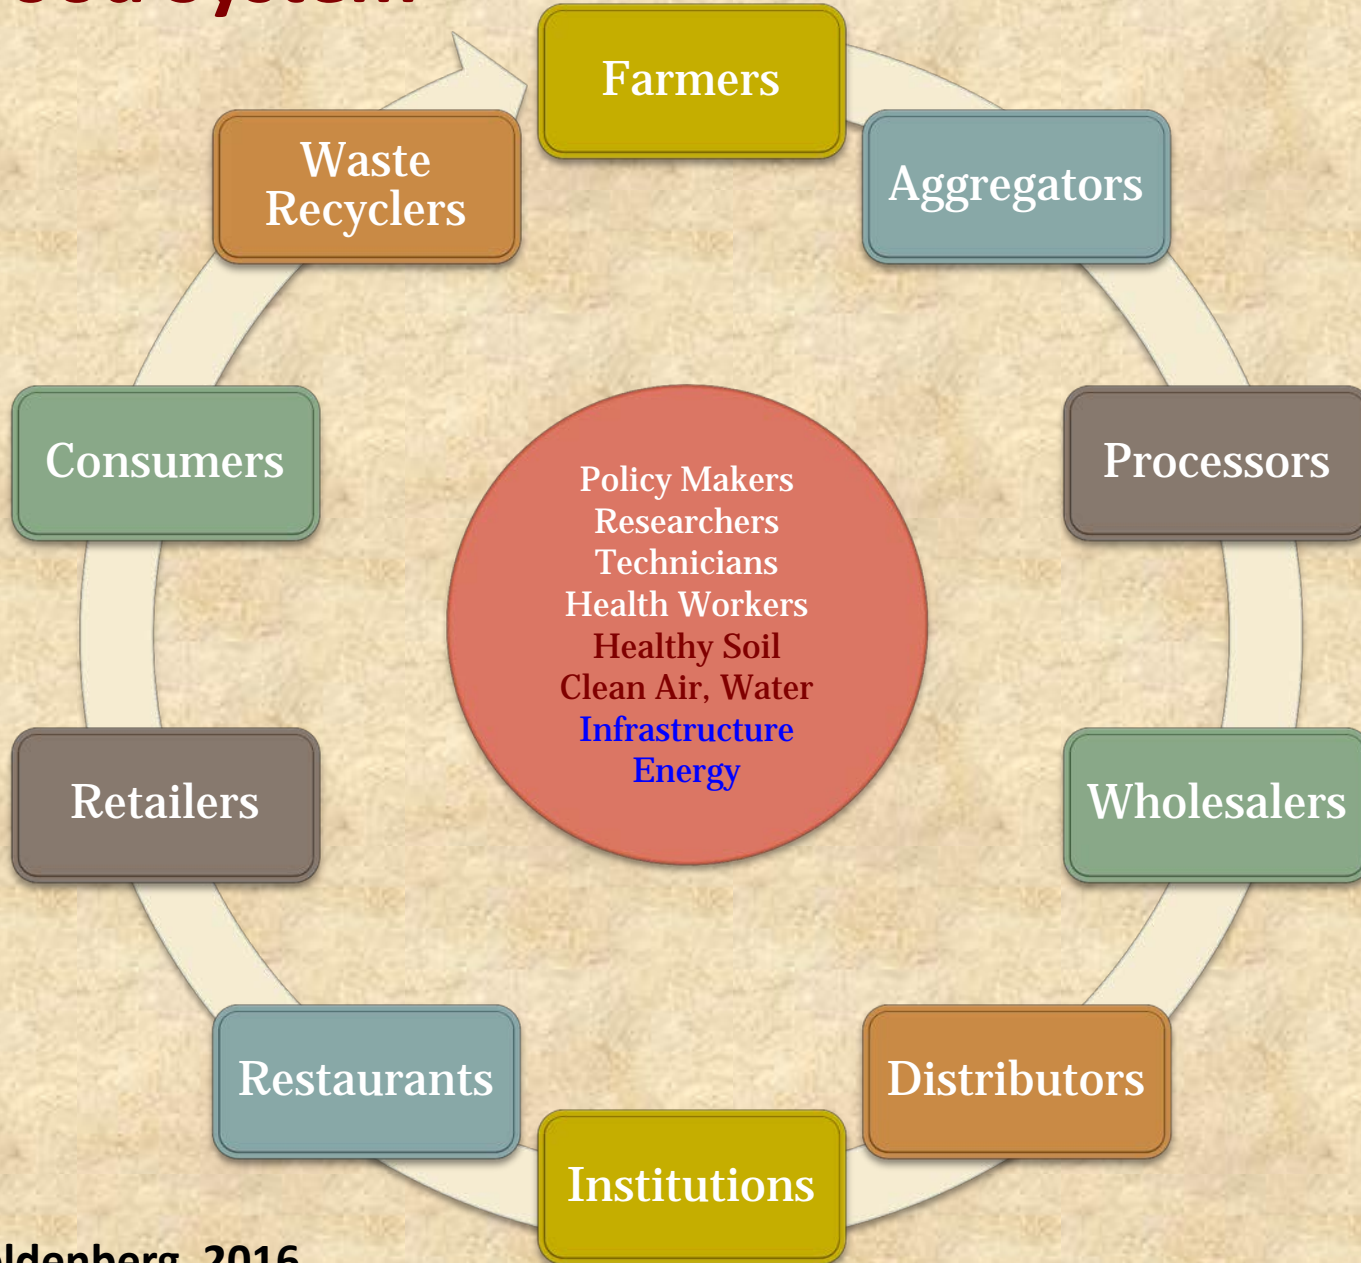 System
Farmers
Aggregators
Processors
Wholesalers
Distributors
Institutions
Restaurants
Retailers
Consumers
Waste
Recyclers
Policy Makers
Researchers
Technicians
Health Workers
Healthy Soil
Clean Air, Water
Infrastructure
Energy
2016